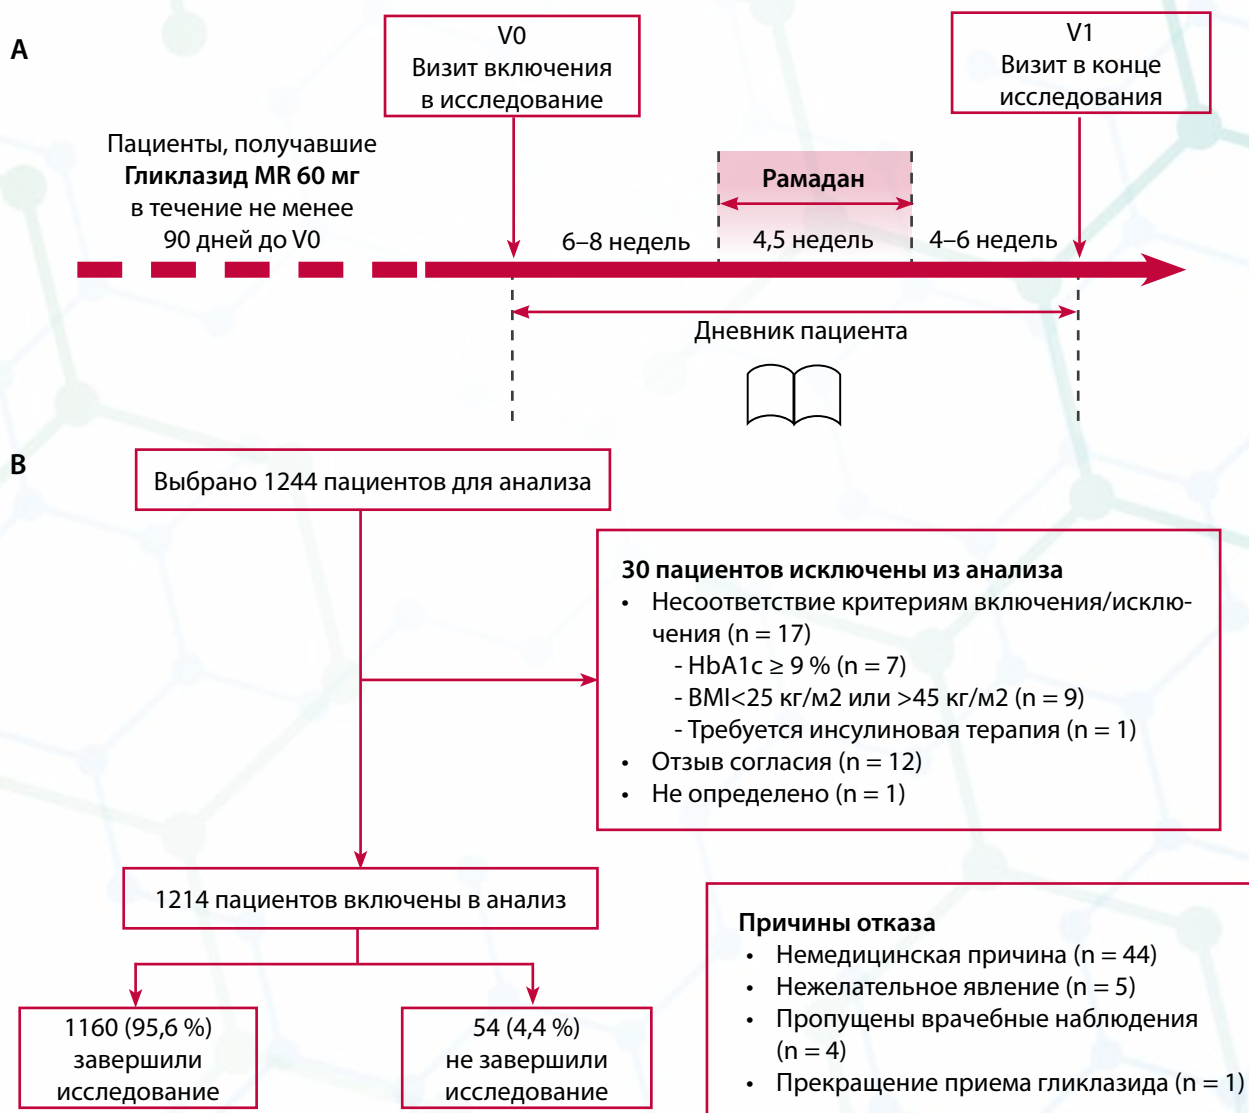 A
V0
Визит включения
в исследование
V1
Визит в конце
исследования
Пациенты, получавшие
Гликлазид MR 60 мг
в течение не менее
90 дней до V0
Рамадан
6–8 недель
4,5 недель
4–6 недель
Дневник пациента
B
Выбрано 1244 пациентов для анализа
30 пациентов исключены из анализа
• Несоответствие критериям включения/исклю-
чения (n = 17)
- HbA1c ≥ 9 % (n = 7)
- BMI<25 кг/м2 или >45 кг/м2 (n = 9)
- Требуется инсулиновая терапия (n = 1)
• Отзыв согласия (n = 12)
• Не определено (n = 1)
1214 пациентов включены в анализ
1160 (95,6 %)
завершили
исследование
54 (4,4 %)
не завершили
исследование
Причины отказа
• Немедицинская причина (n = 44)
• Нежелательное явление (n = 5)
• Пропущены врачебные наблюдения
(n = 4)
• Прекращение приема гликлазида (n = 1)